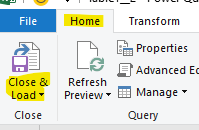 File Home Transform
Close & Load
Refresh Preview
Properties
Advanced Ed
Manage
Close Query